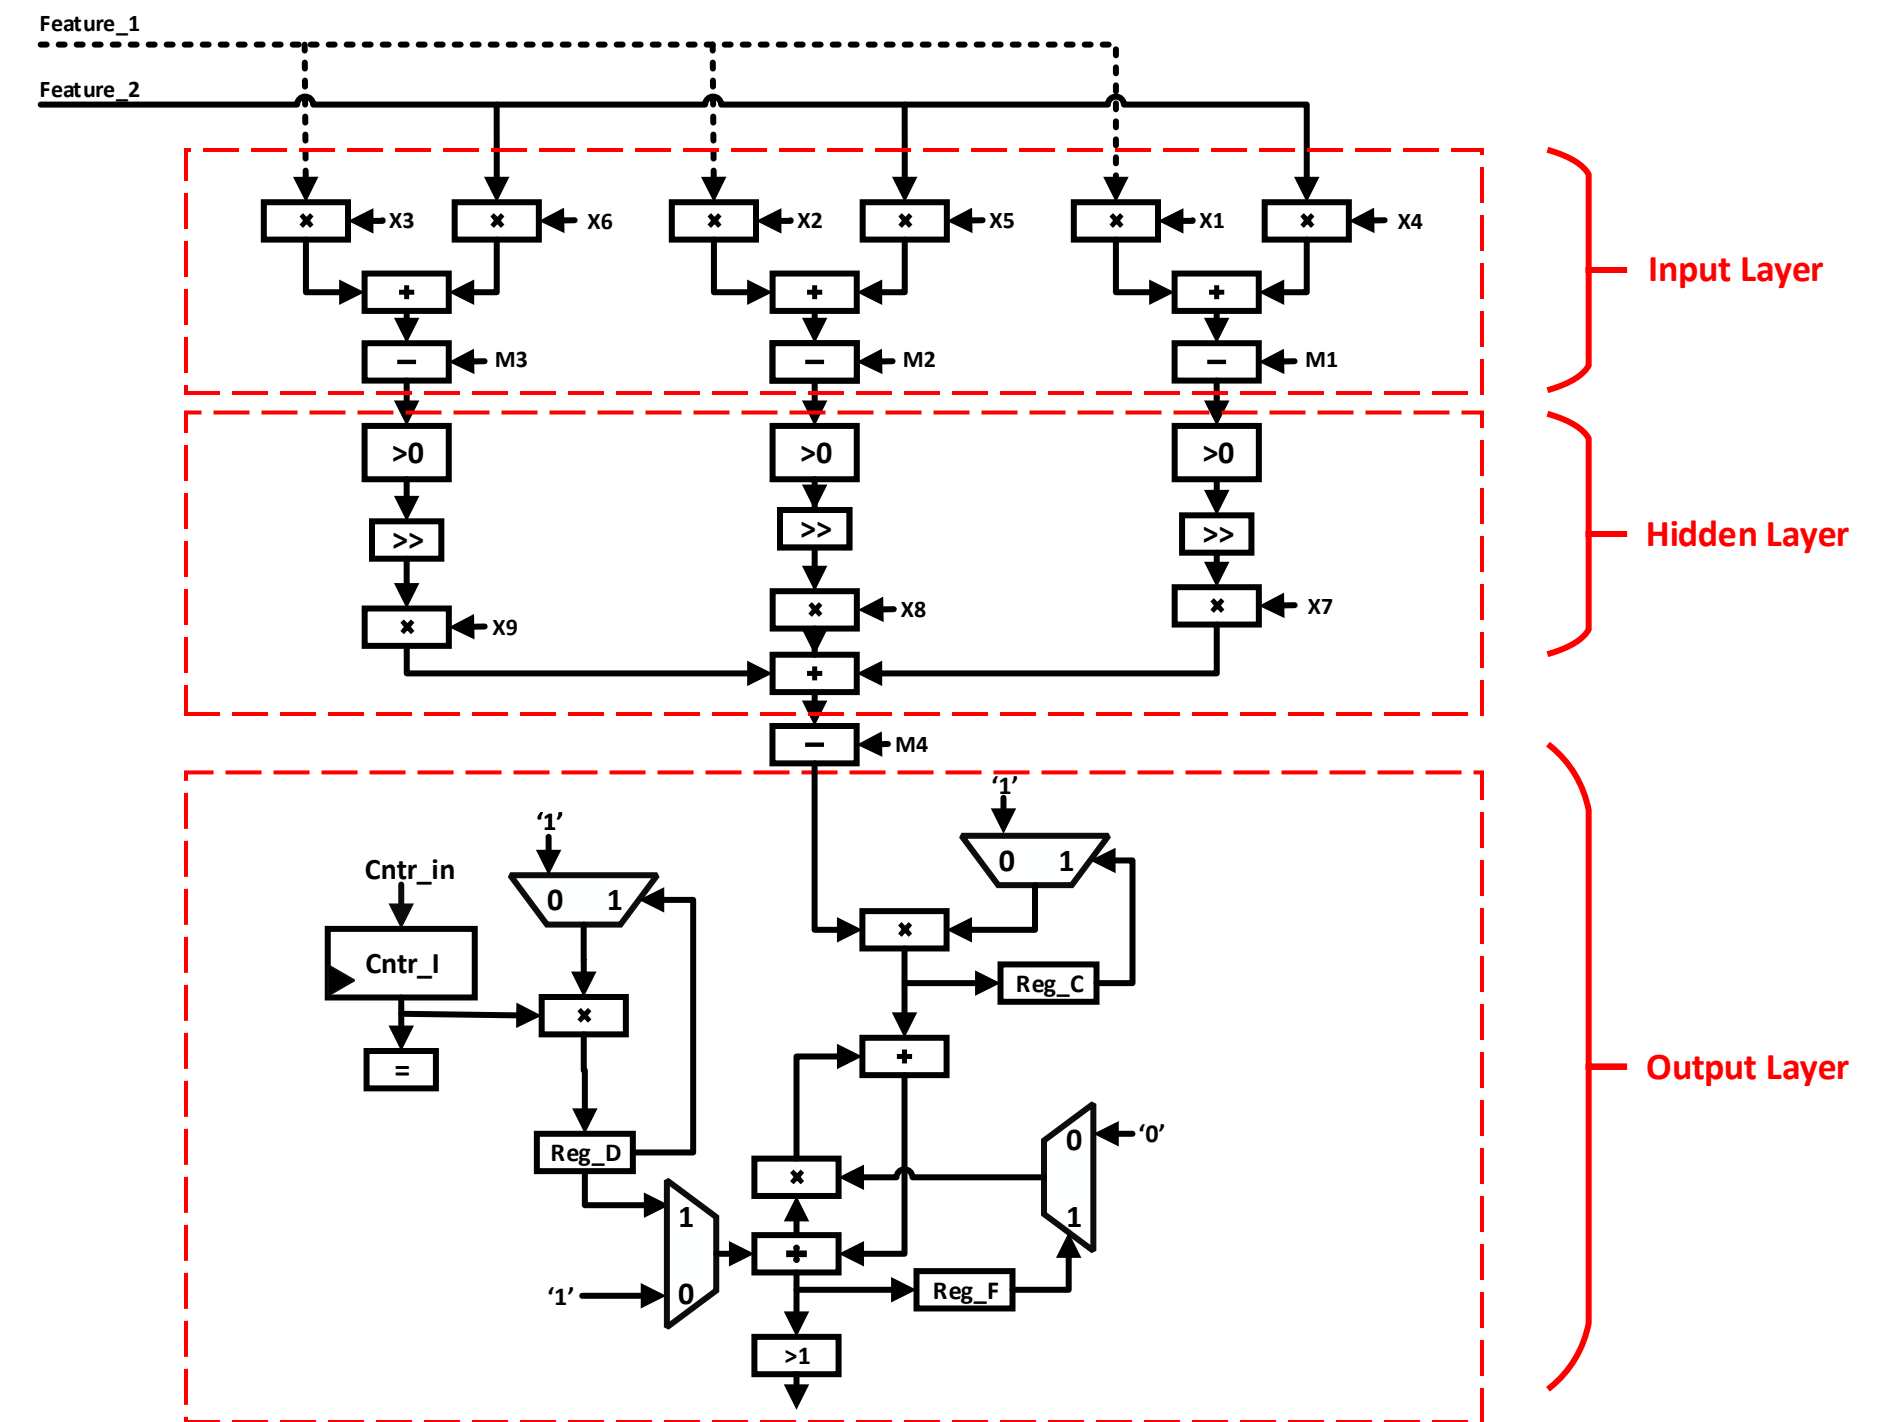 Feature_1
Feature_2
× X3
× X6
× X2
× X5
× X1
× X4
+
+
+
Input Layer
− M3
− M2
− M1
>0
>0
>0
>>
>>
>>
Hidden Layer
× X9
× X8
× X7
+
− M4
‘1’
‘1’
0 1
0 1
Cntr_in
Cntr_I
×
×
Reg_C
=
+
Output Layer
Reg_D
0 ‘0’
×
1
1
÷
‘1’
0
Reg_F
>1